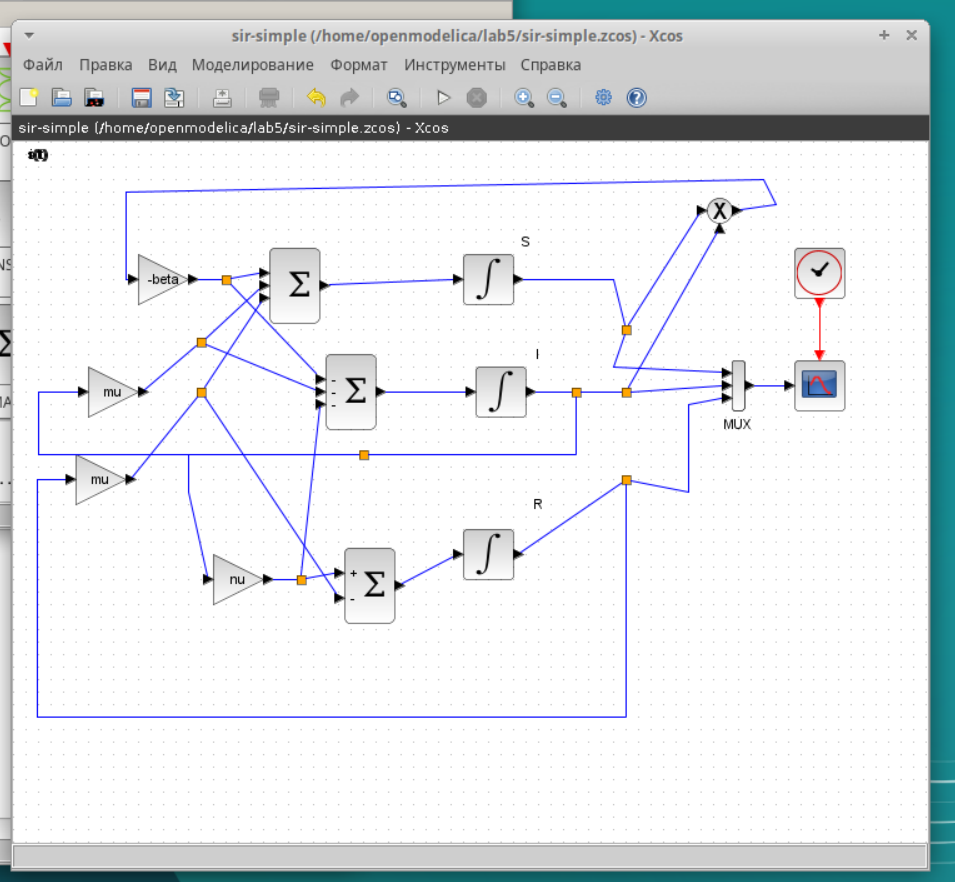 sir-simple (/home/openmodelica/lab5/sir-simple.zcos) - Xcos
Файл Правка Вид Моделирование Формат Инструменты Справка
sir-simple (/home/openmodelica/lab5/sir-simple.zcos) - Xcos
X
S
-beta
Σ
∫
I
mu
-
-
-
Σ
∫
MUX
mu
R
nu
+
-
Σ
∫